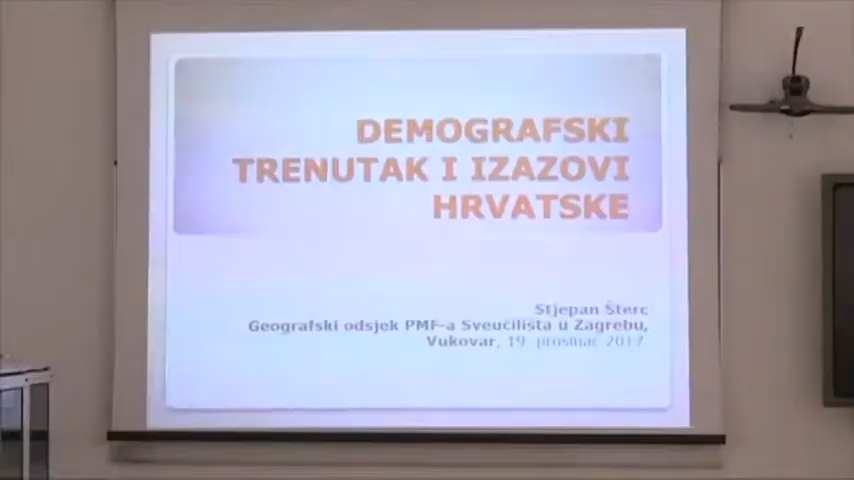 DEMOGRAFSKI
TRENUTAK I IZAZOVI
HRVATSKE
Stjepan Šterc
Geografski odsjek PMF-a Sveučilišta u Zagrebu,
Vukovar, 19. prosinac 2017.